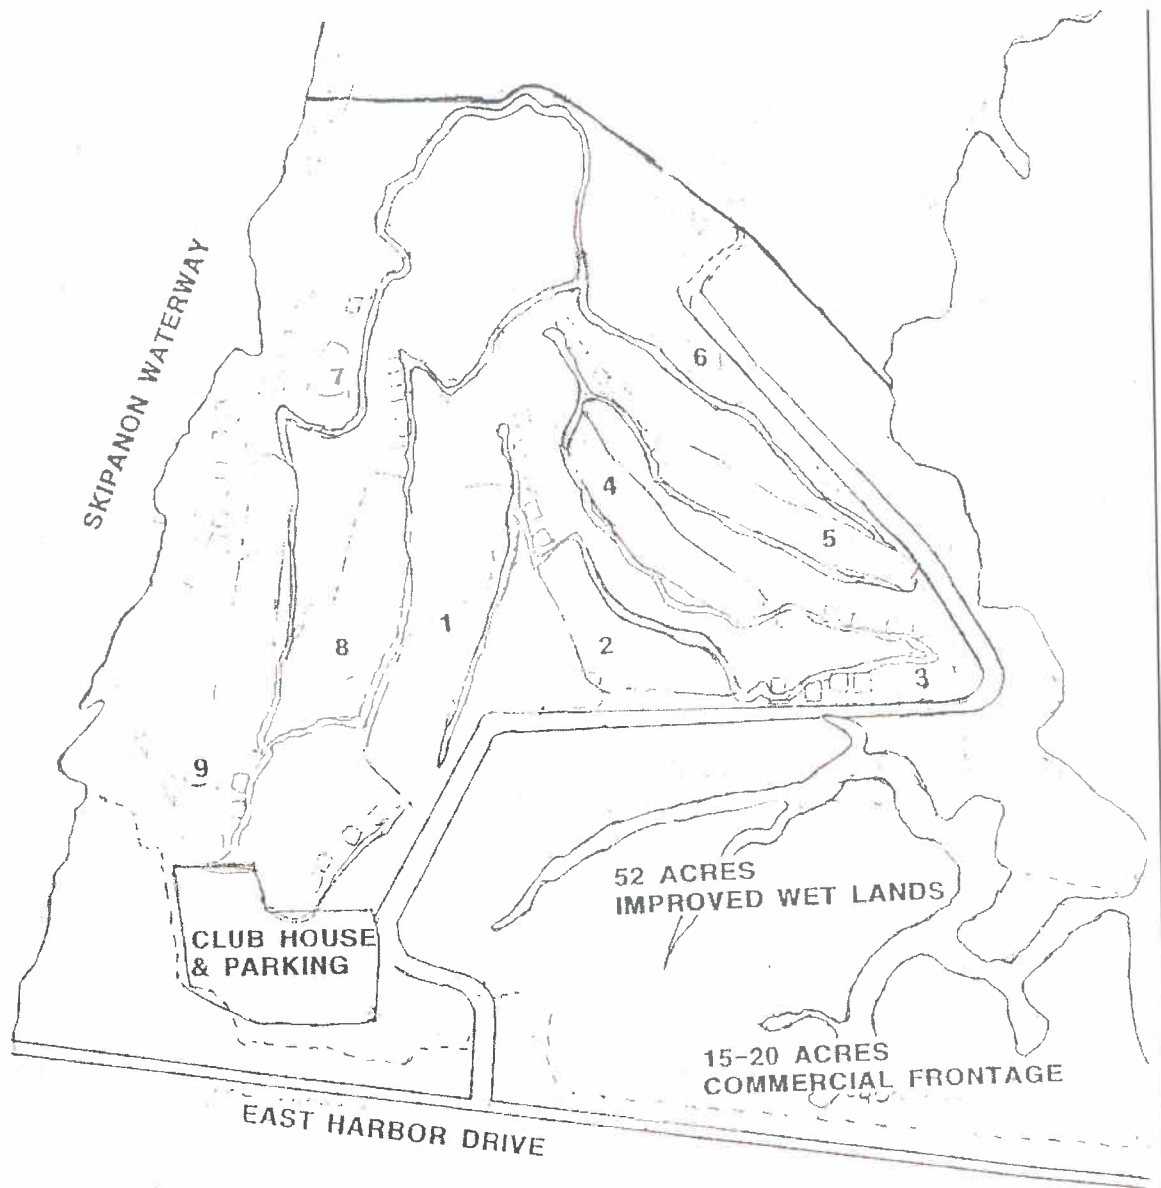 SKIPANON WATERWAY
7
6
4
5
1
8
2
3
9
52 ACRES
IMPROVED WET LANDS
CLUB HOUSE
& PARKING
15-20 ACRES
COMMERCIAL FRONTAGE
EAST HARBOR DRIVE